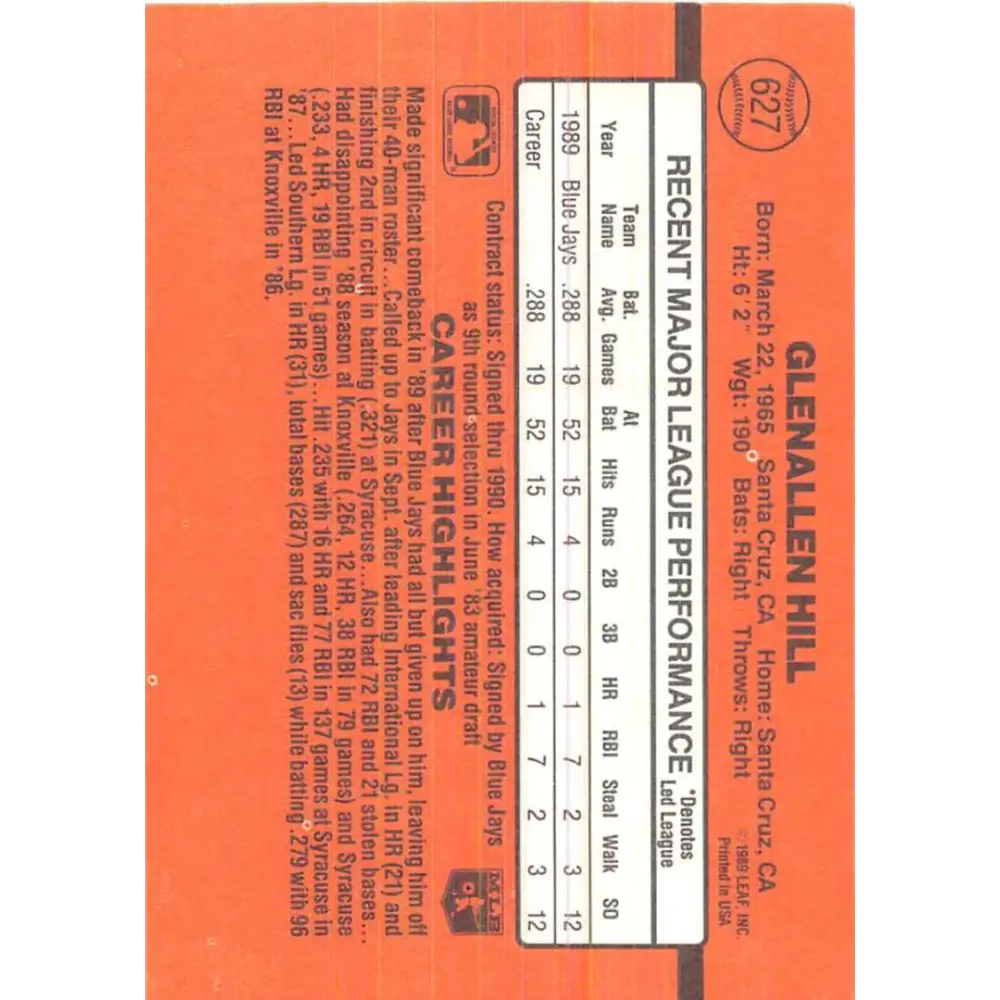 627
GLENALLEN HILL
Born: March 22, 1965 Santa Cruz, CA Home: Santa Cruz, CA
Ht: 6'2" Wgt: 190 Bats: Right Throws: Right
© 1989 LEAF, INC.
Printed in USA
RECENT MAJOR LEAGUE PERFORMANCE
*Denotes
Led League
Year Team Name Bat. Avg. Games At Bat Hits Runs 2B 3B HR RBI Steal Walk SO
1989 Blue Jays .288 19 52 15 4 0 0 1 7 2 3 12
Career .288 19 52 15 4 0 0 1 7 2 3 12
Contract status: Signed thru 1990. How acquired: Signed by Blue Jays
as 9th round selection in June '83 amateur draft
MLB
CAREER HIGHLIGHTS
Made significant comeback in '89 after Blue Jays had all but given up on him, leaving him off
their 40-man roster...Called up to Jays in Sept. after leading International Lg. in HR (21) and
finishing 2nd in circuit in batting (.321) at Syracuse...Also had 72 RBI and 21 stolen bases...
Had disappointing '88 season at Knoxville (.264, 12 HR, 38 RBI in 79 games) and Syracuse
(.233, 4 HR, 19 RBI in 51 games)...Hit .235 with 16 HR and 77 RBI in 137 games at Syracuse in
'87...Led Southern Lg. in HR (31), total bases (287) and sac flies (13) while batting .279 with 96
RBI at Knoxville in '86.